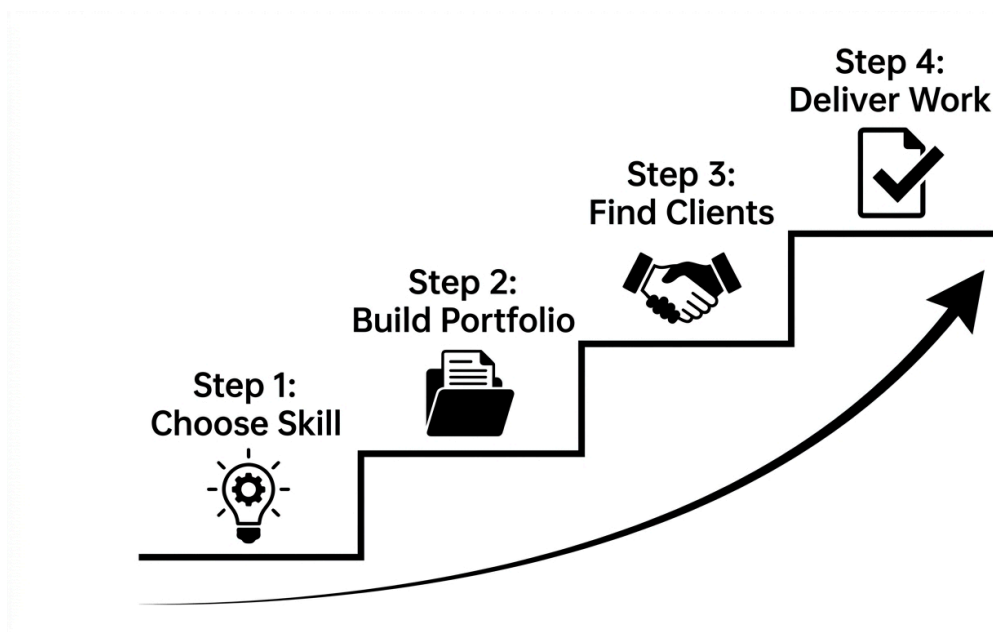 Step 1:
Choose Skill
Step 2:
Build Portfolio
Step 3:
Find Clients
Step 4:
Deliver Work